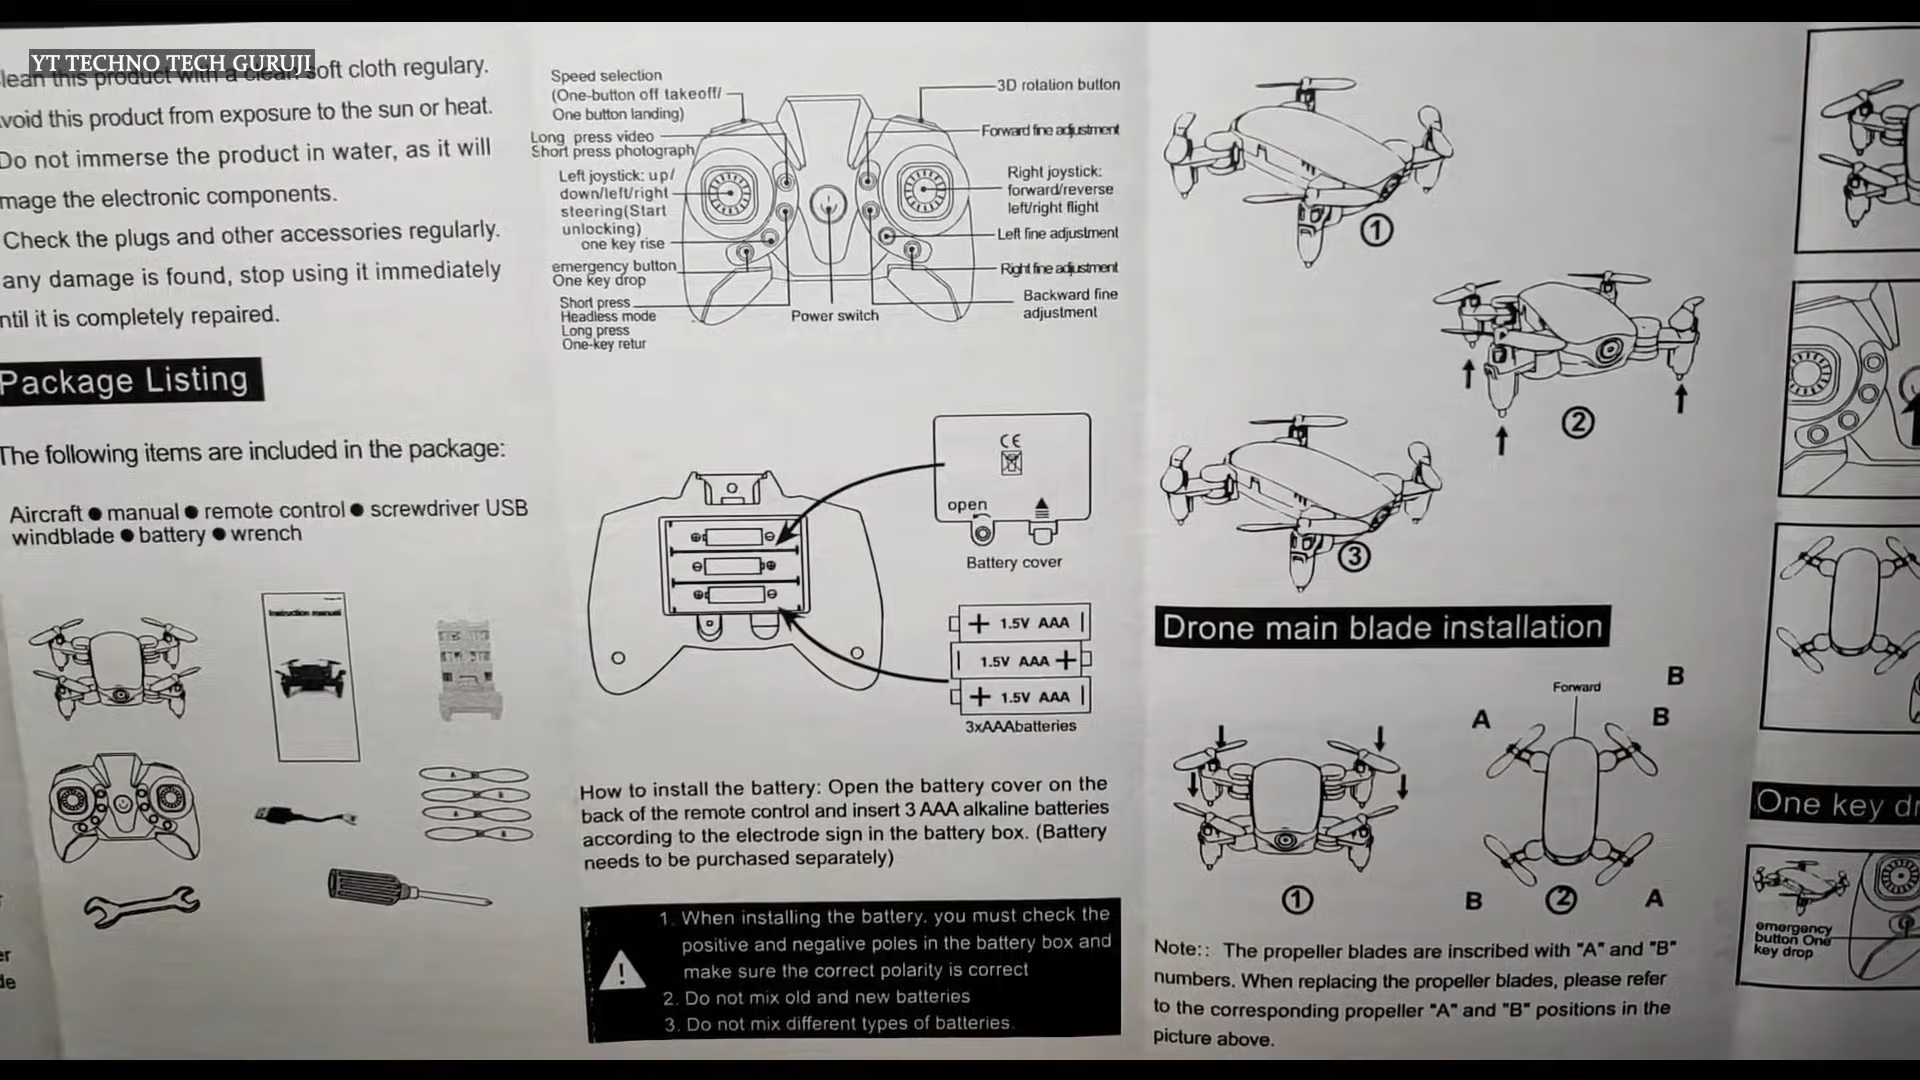 YT TECHNO TECH GURUJI
lean this product with a clean soft cloth regulary.
void this product from exposure to the sun or heat.
Do not immerse the product in water, as it will
mage the electronic components.
Check the plugs and other accessories regularly.
any damage is found, stop using it immediately
ntil it is completely repaired.
Package Listing
The following items are included in the package:
Aircraft ● manual ● remote control ● screwdriver USB
windblade ● battery ● wrench
Instruction manual
A
B
A
B
er
de
Speed selection
(One-button off takeoff/
One button landing)
Long press video
Short press photograph
Left joystick: up/
down/left/right
steering(Start
unlocking)
one key rise
emergency button
One key drop
Short press
Headless mode
Long press
One-key retur
Power switch
3D rotation button
Forward fine adjustment
Right joystick:
forward/reverse
left/right flight
Left fine adjustment
Right fine adjustment
Backward fine
adjustment
CE
open
Battery cover
+ 1.5V AAA |
| 1.5V AAA +
+ 1.5V AAA |
3xAAAbatteries
How to install the battery: Open the battery cover on the
back of the remote control and insert 3 AAA alkaline batteries
according to the electrode sign in the battery box. (Battery
needs to be purchased separately)
1. When installing the battery. you must check the
positive and negative poles in the battery box and
make sure the correct polarity is correct
2. Do not mix old and new batteries
3. Do not mix different types of batteries.
①
②
③
Drone main blade installation
Forward
B
A
B
B
A
①
②
Note:: The propeller blades are inscribed with "A" and "B"
numbers. When replacing the propeller blades, please refer
to the corresponding propeller "A" and "B" positions in the
picture above.
One key dr
emergency
button One
key drop